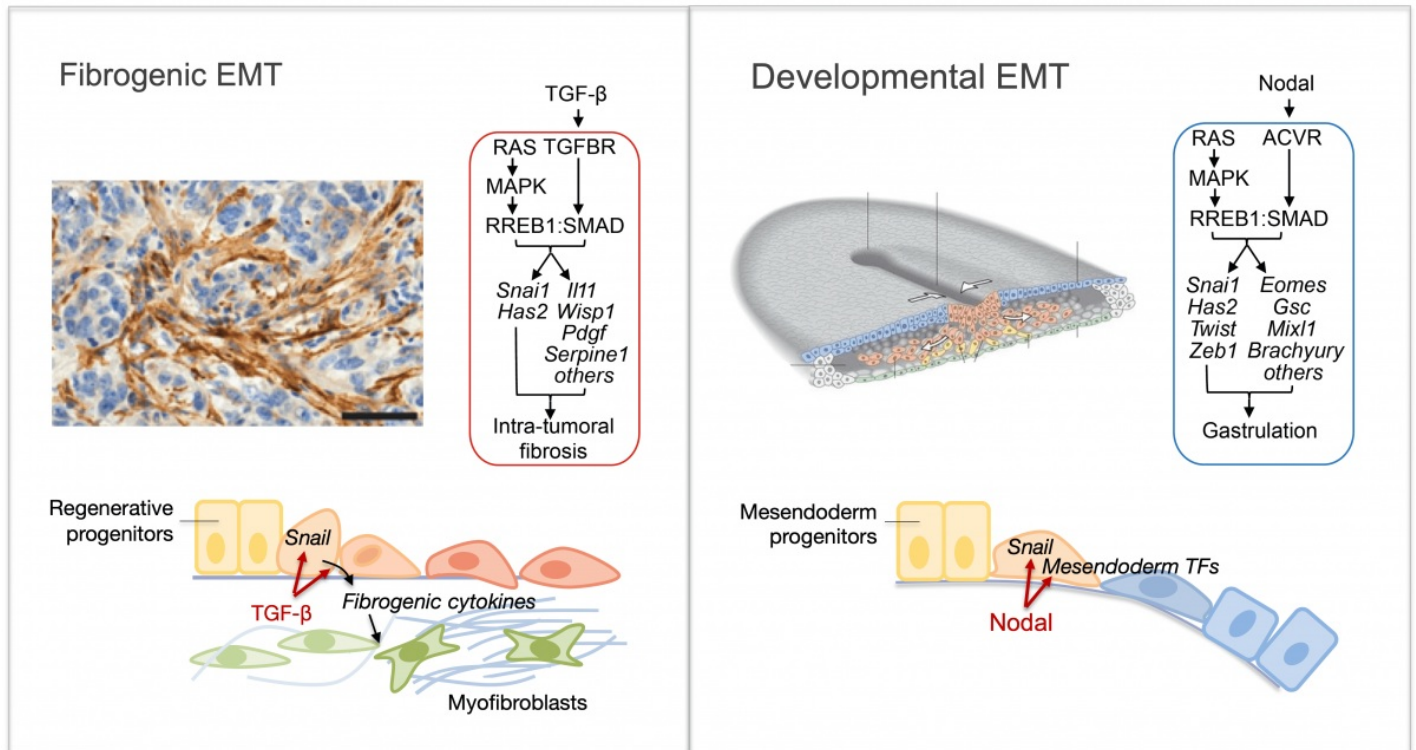 Fibrogenic EMT
TGF-β
RAS TGFBR
MAPK
RREB1:SMAD
Snai1 Il11
Has2 Wisp1
Pdgf
Serpine1
others
Intra-tumoral
fibrosis
Regenerative
progenitors
Snail
TGF-β
Fibrogenic cytokines
Myofibroblasts
Developmental EMT
Nodal
RAS ACVR
MAPK
RREB1:SMAD
Snai1 Eomes
Has2 Gsc
Twist Mixl1
Zeb1 Brachyury
others
Gastrulation
Mesendoderm
progenitors
Snail
Mesendoderm TFs
Nodal